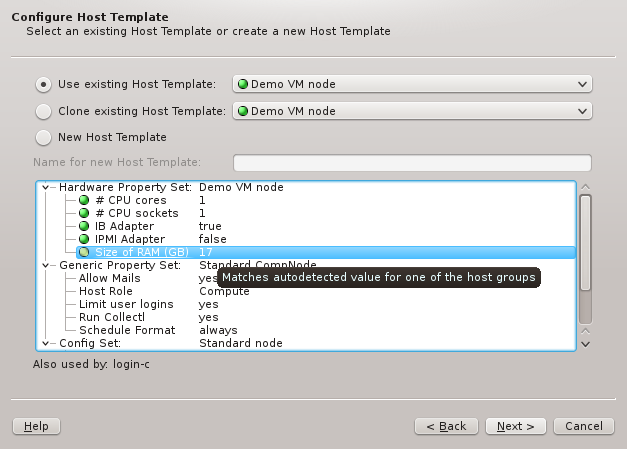 Configure Host Template
Select an existing Host Template or create a new Host Template
Use existing Host Template: Demo VM node
Clone existing Host Template: Demo VM node
New Host Template
Name for new Host Template:
Hardware Property Set: Demo VM node
# CPU cores 1
# CPU sockets 1
IB Adapter true
IPMI Adapter false
Size of RAM (GB) 17
Generic Property Set: Standard CompNode
Allow Mails yes
Matches autodetected value for one of the host groups
Host Role Compute
Limit user logins yes
Run Collectl yes
Schedule Format always
Config Set: Standard node
Also used by: login-c
Help
< Back
Next >
Cancel